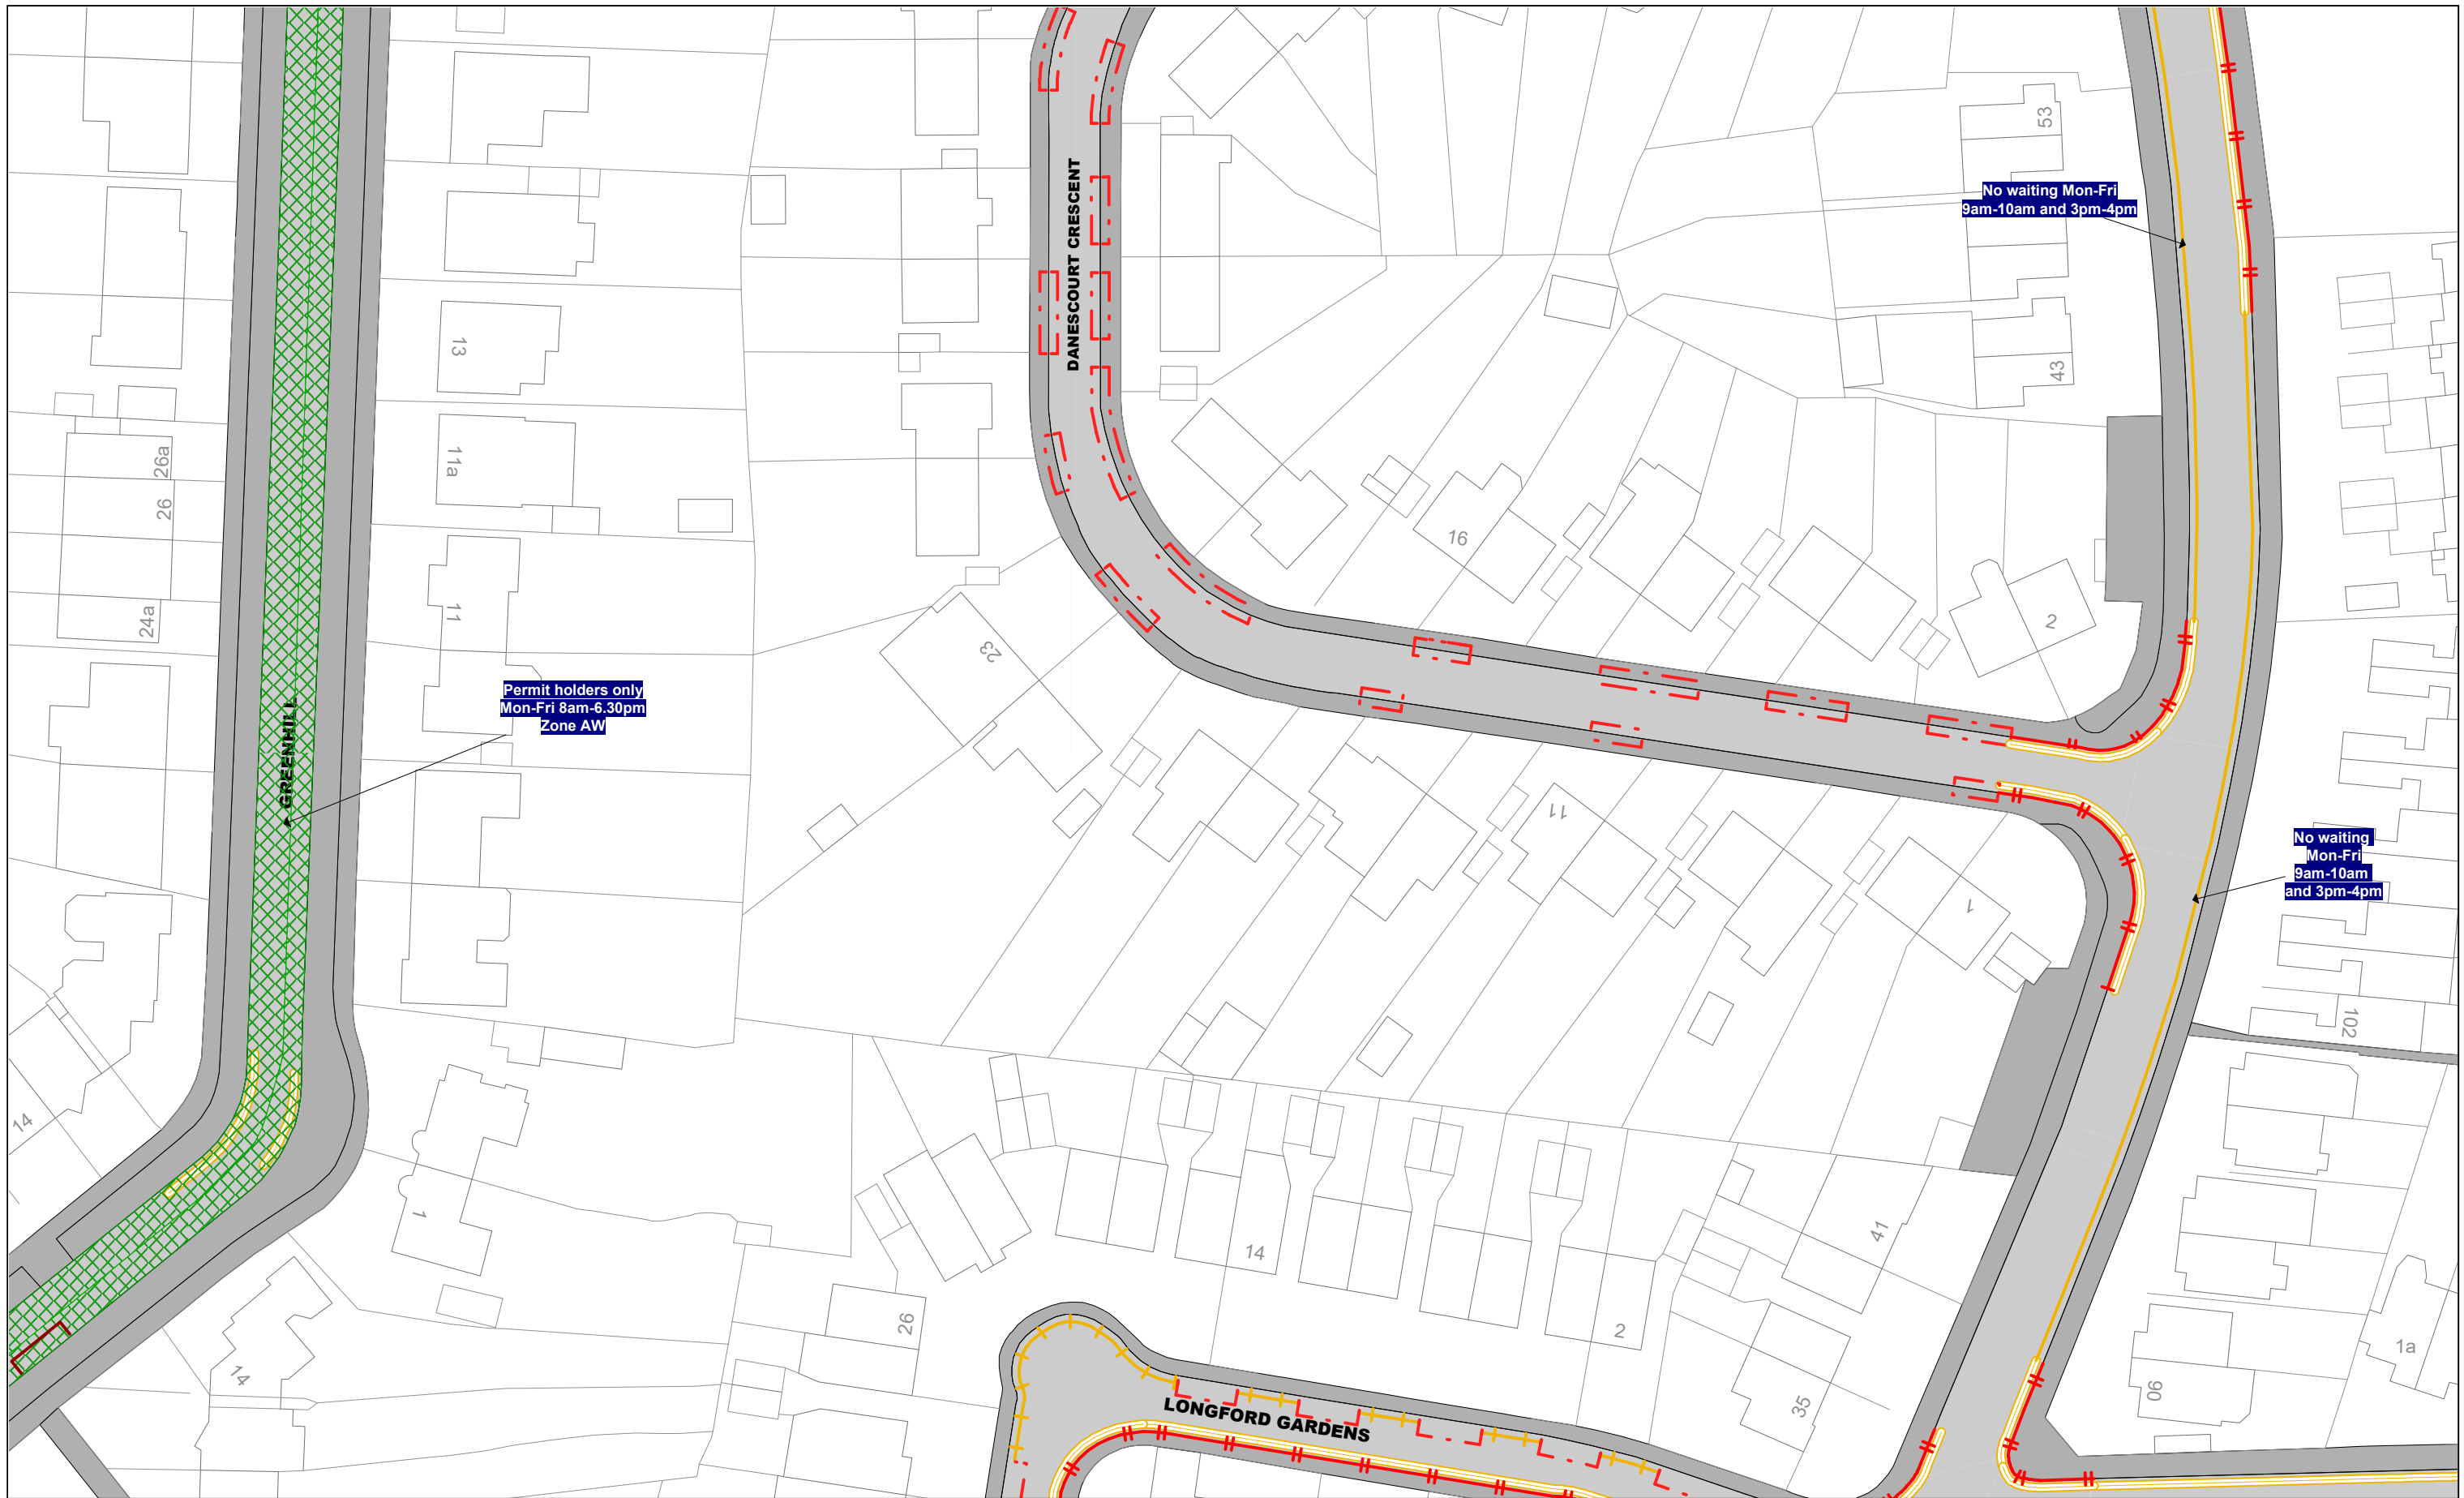 53
No waiting Mon-Fri
9am-10am and 3pm-4pm
DANESCOURT CRESCENT
13
43
11a
26a
26
16
11
24a
2
23
Permit holders only
Mon-Fri 8am-6.30pm
Zone AW
GREENHILL
11
No waiting
Mon-Fri
9am-10am
and 3pm-4pm
1
102
14
1
41
14
26
2
1a
14
90
35
LONGFORD GARDENS